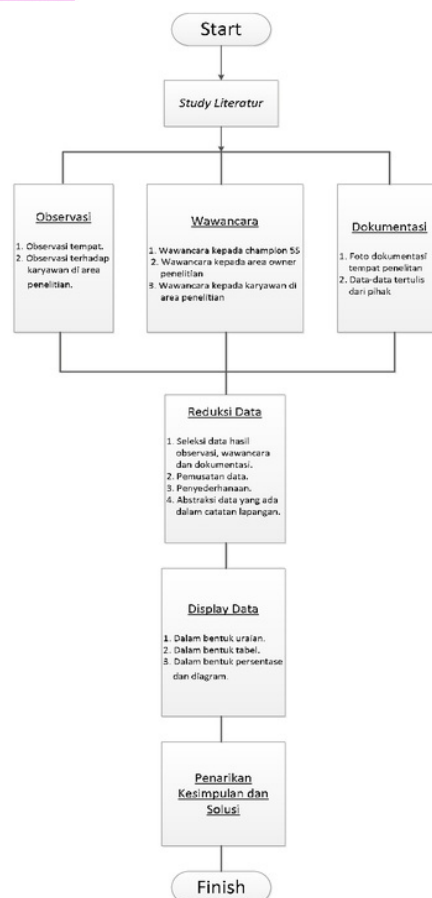 Start
Study Literatur
Observasi
1. Observasi tempat.
2. Observasi terhadap
karyawan di area
penelitian.
Wawancara
1. Wawancara kepada champion 5S
2. Wawancara kepada area owner
penelitian
3. Wawancara kepada karyawan di
area penelitian
Dokumentasi
1. Foto dokumentasi
tempat penelitan
2. Data-data tertulis
dari pihak
Reduksi Data
1. Seleksi data hasil
observasi, wawancara
dan dokumentasi.
2. Pemusatan data.
3. Penyederhanaan.
4. Abstraksi data yang ada
dalam catatan lapangan.
Display Data
1. Dalam bentuk uraian.
2. Dalam bentuk tabel.
3. Dalam bentuk persentase
dan diagram.
Penarikan
Kesimpulan dan
Solusi
Finish